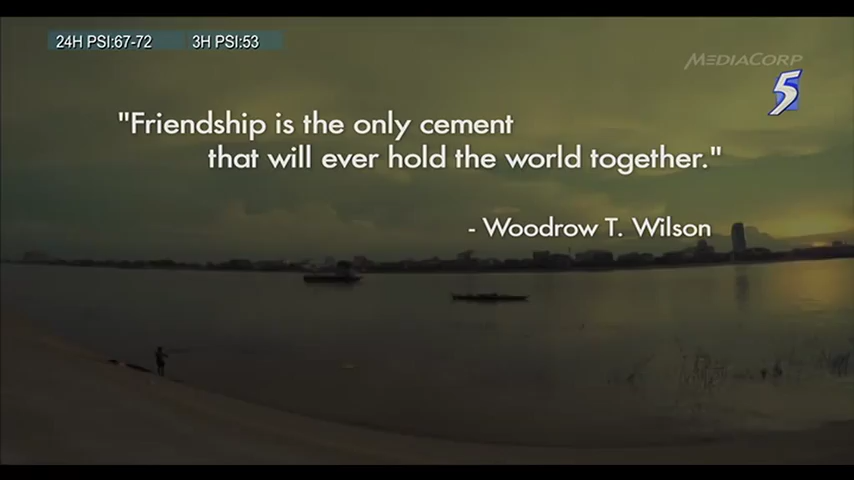 24H PSI:67-72 3H PSI:53
MEDIACORP
5
"Friendship is the only cement
that will ever hold the world together."
- Woodrow T. Wilson